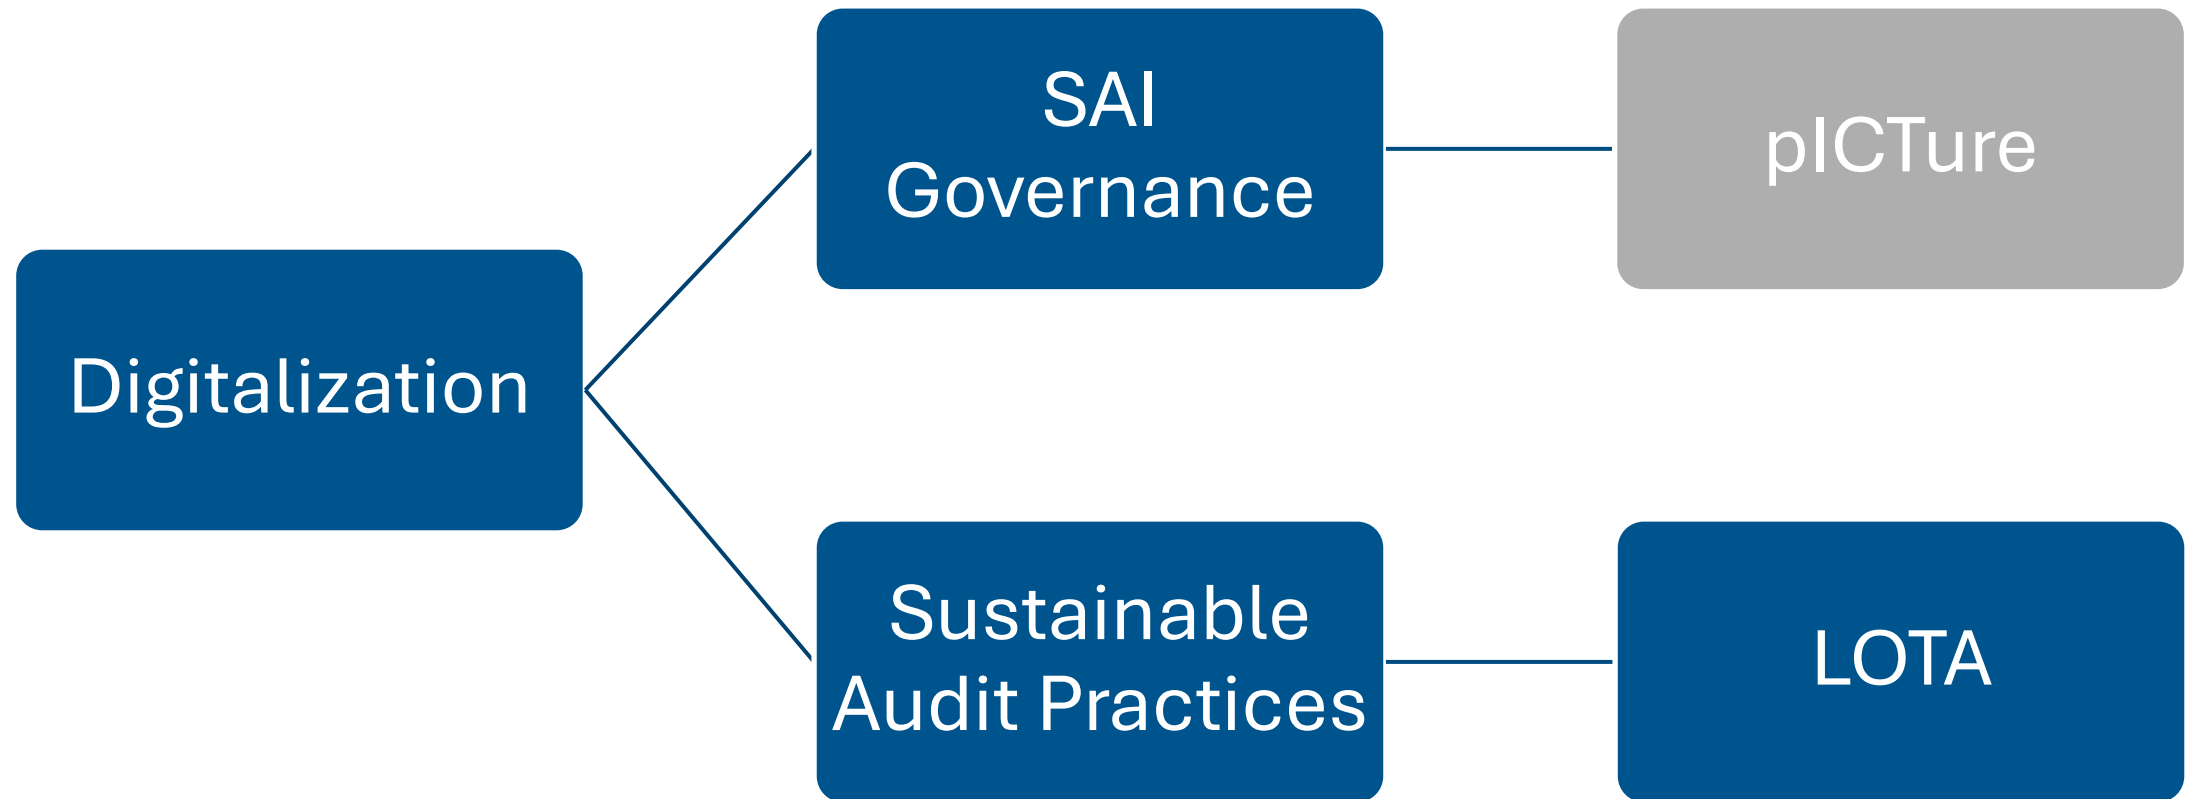 SAI
Governance
pICTure
Digitalization
Sustainable
Audit Practices
LOTA